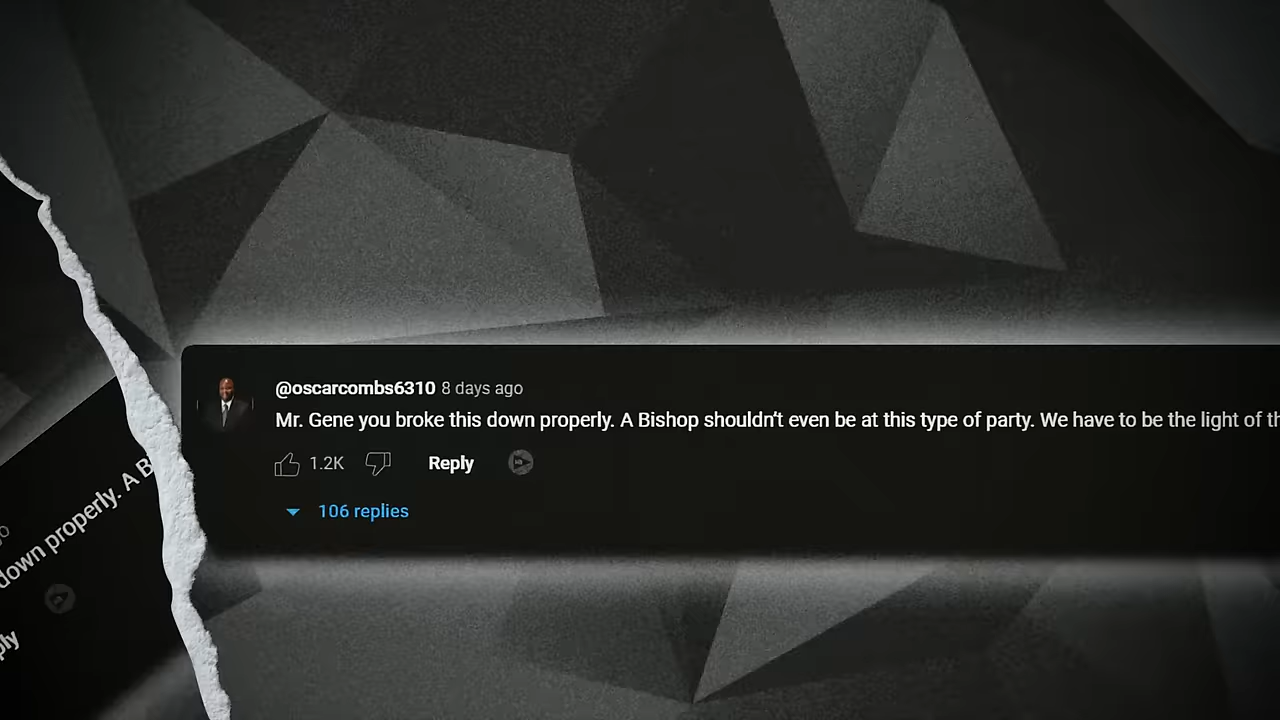 @oscarcombs6310 8 days ago
Mr. Gene you broke this down properly. A Bishop shouldn't even be at this type of party. We have to be the light of
1.2K Reply
106 replies
down properly. A B